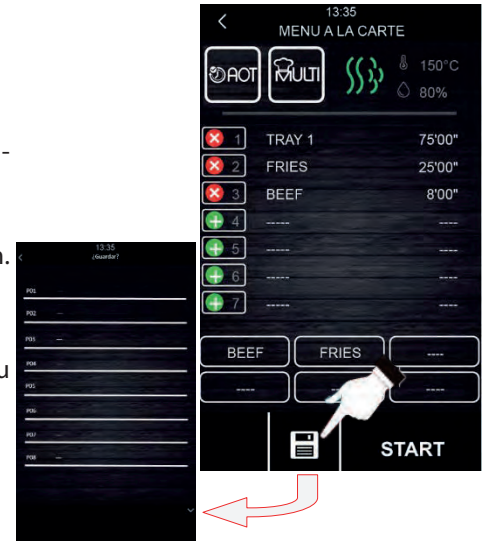 13:35
MENU A LA CARTE
AOT
MULTI
150°C
80%
1 TRAY 1 75'00"
2 FRIES 25'00"
3 BEEF 8'00"
4 ----- ----
5 ----- ----
6 ----- ----
7 ----- ----
BEEF FRIES ----
---- ----
START
-
n.
u
13:35
¿Guardar?
P01 --
P02 --
P03 --
P04 --
P05 --
P06 --
P07 --
P08 --